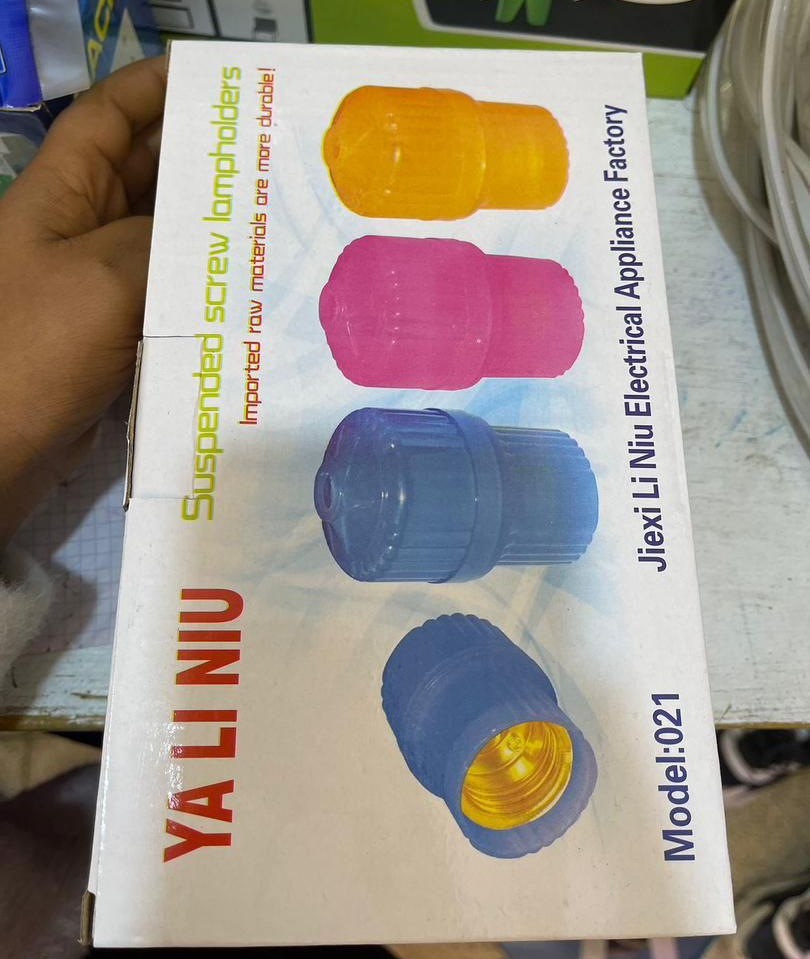 YA LI NIU
Suspended screw lampholders
Imported raw materials are more durable!
Model:021
Jiexi Li Niu Electrical Appliance Factory